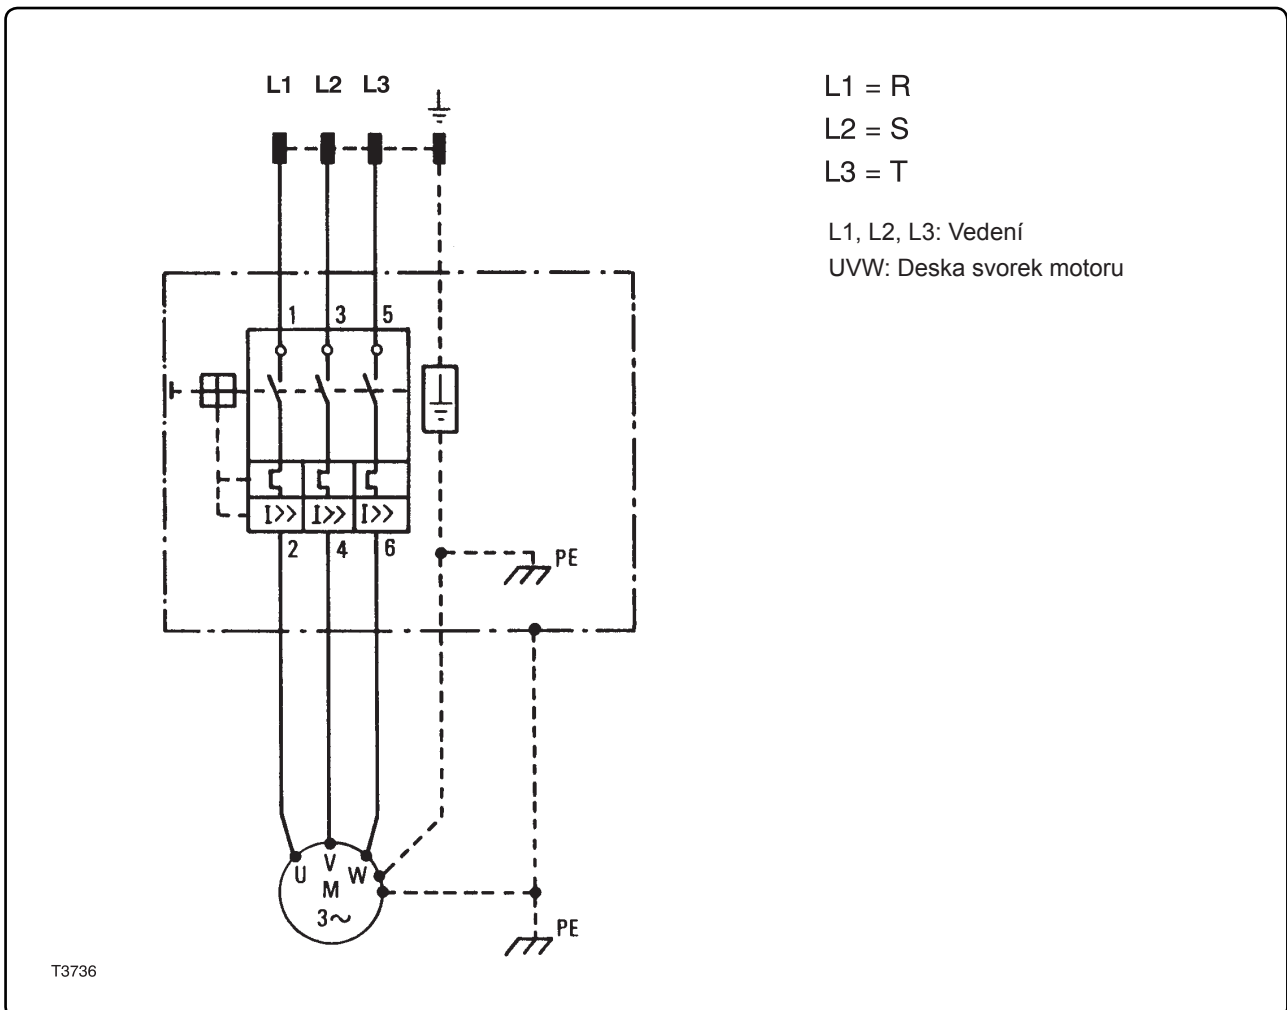 L1 L2 L3
L1 = R
L2 = S
L3 = T
L1, L2, L3: Vedení
UVW: Deska svorek motoru
1 3 5
I>> I>> I>>
2 4 6
PE
U V W
M
3~
PE
T3736